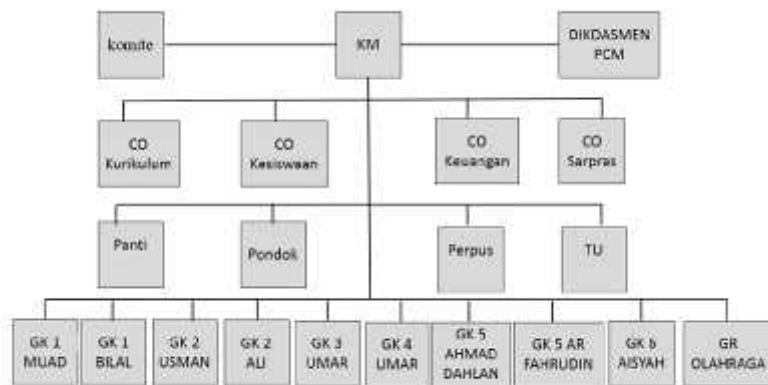 komite
KM
DIKDASMEN
PCM
CO
Kurikulum
CO
Kesiswaan
CO
Keuangan
CO
Sarpras
Panti
Pondok
Perpus
TU
GK 1
MUAD
GK 1
BILAL
GK 2
USMAN
GK 2
ALI
GK 3
UMAR
GK 4
UMAR
GK 5
AHMAD
DAHLAN
GK 5 AR
FAHRUDIN
GK 6
AISYAH
GR
OLAHRAGA